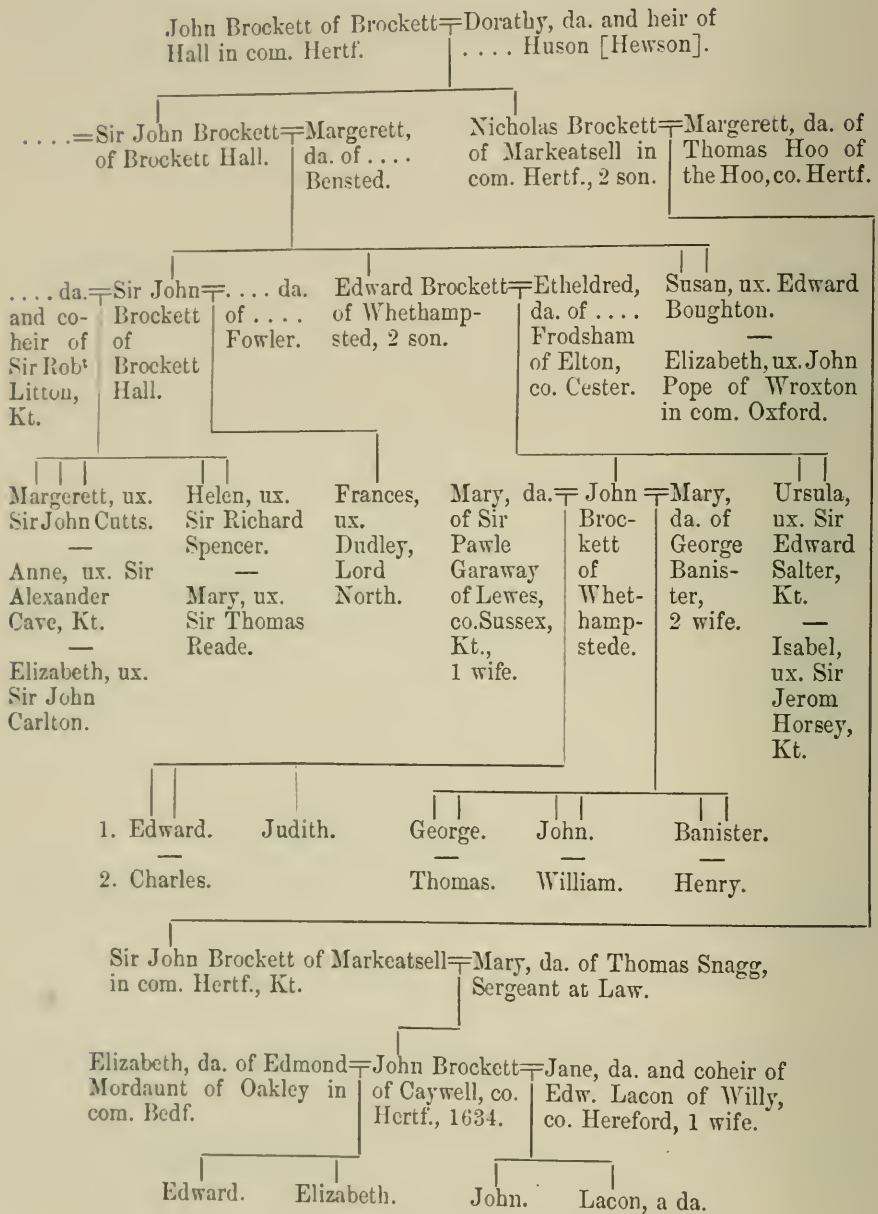 John Brockett of Brockett=Dorathy, da. and heir of
Hall in com. Hertf. . . . . Huson [Hewson].
. . . .=Sir John Brockett=Margerett,
of Brockett Hall. da. of . . . .
Bensted.
Nicholas Brockett=Margerett, da. of
of Markeatsell in Thomas Hoo of
com. Hertf., 2 son. the Hoo, co. Hertf.
. . . . da.=Sir John=. . . . da.
and co- Brockett of . . . .
heir of of Fowler.
Sir Robt Brockett
Litton, Hall.
Kt.
Edward Brockett=Etheldred,
of Whethamp- da. of . . . .
sted, 2 son. Frodsham
of Elton,
co. Cester.
Susan, ux. Edward
Boughton.
—
Elizabeth, ux. John
Pope of Wroxton
in com. Oxford.
Margerett, ux.
Sir John Cutts.
—
Anne, ux. Sir
Alexander
Cave, Kt.
—
Elizabeth, ux.
Sir John
Carlton.
Helen, ux.
Sir Richard
Spencer.
—
Mary, ux.
Sir Thomas
Reade.
Frances,
ux.
Dudley,
Lord
North.
Mary, da.= John =Mary,
of Sir Broc- da. of
Pawle kett George
Garaway of Banis-
of Lewes, Whet- ter,
co. Sussex, hamp- 2 wife.
Kt., stede.
1 wife.
Ursula,
ux. Sir
Edward
Salter,
Kt.
—
Isabel,
ux. Sir
Jerom
Horsey,
Kt.
1. Edward. Judith. George. John. Banister.
— — — —
2. Charles. Thomas. William. Henry.
Sir John Brockett of Markeatsell=Mary, da. of Thomas Snagg,
in com. Hertf., Kt. Sergeant at Law.
Elizabeth, da. of Edmond=John Brockett=Jane, da. and coheir of
Mordaunt of Oakley in of Caywell, co. Edw. Lacon of Willy,
com. Bedf. Hertf., 1634. co. Hereford, 1 wife.
Edward. Elizabeth. John. Lacon, a da.